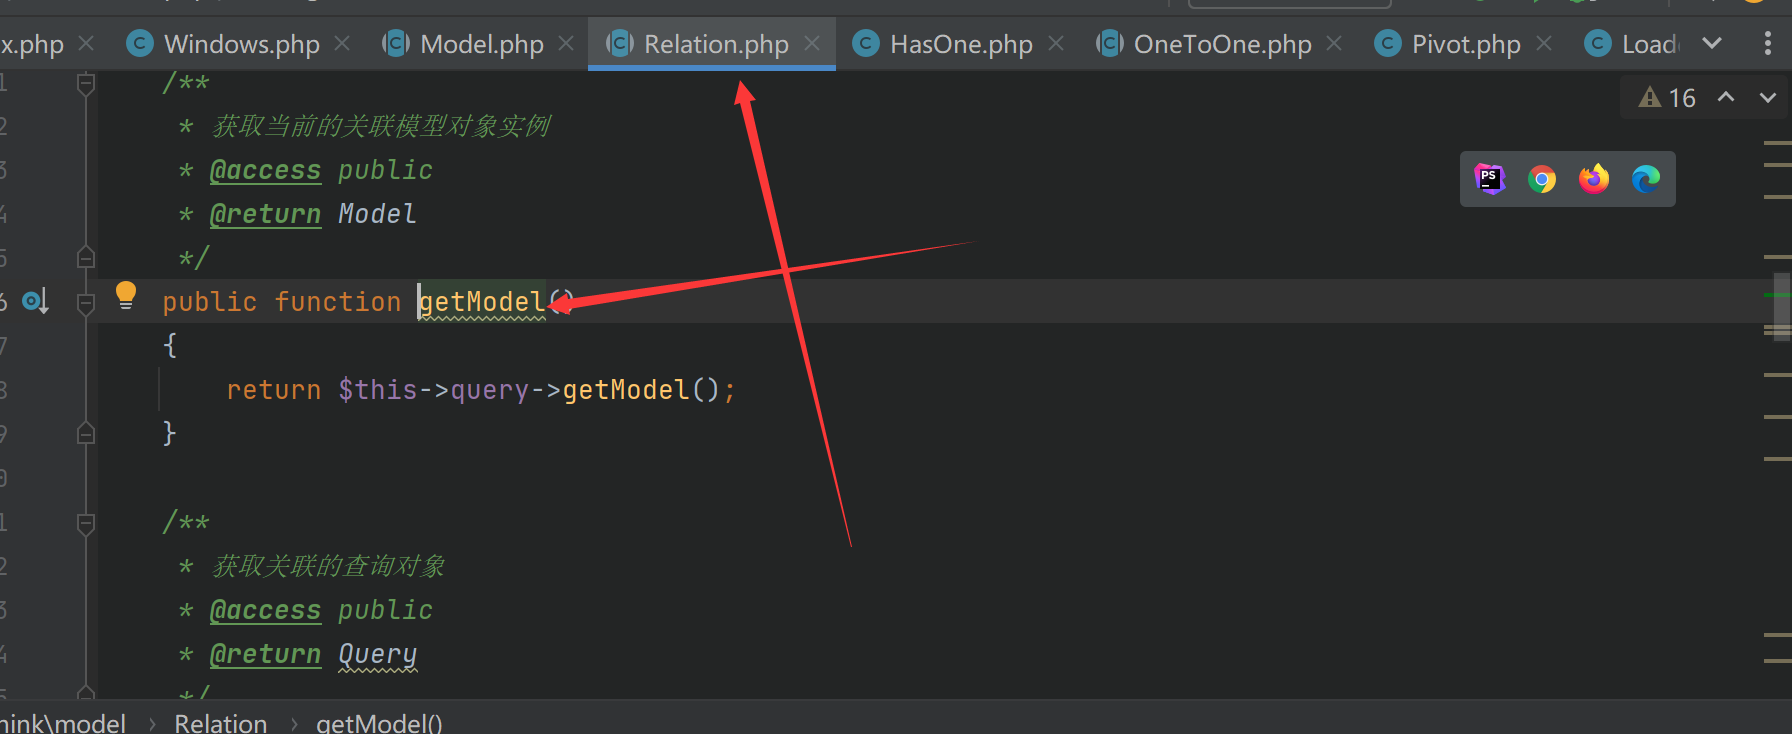 x.php Windows.php Model.php Relation.php HasOne.php OneToOne.php Pivot.php Load
/**
16
* 获取当前的关联模型对象实例
* @access public
PS
* @return Model
*/
public function getModel()
{
return $this->query->getModel();
}
/**
* 获取关联的查询对象
* @access public
* @return Query
*/
hink\model › Relation › getModel()